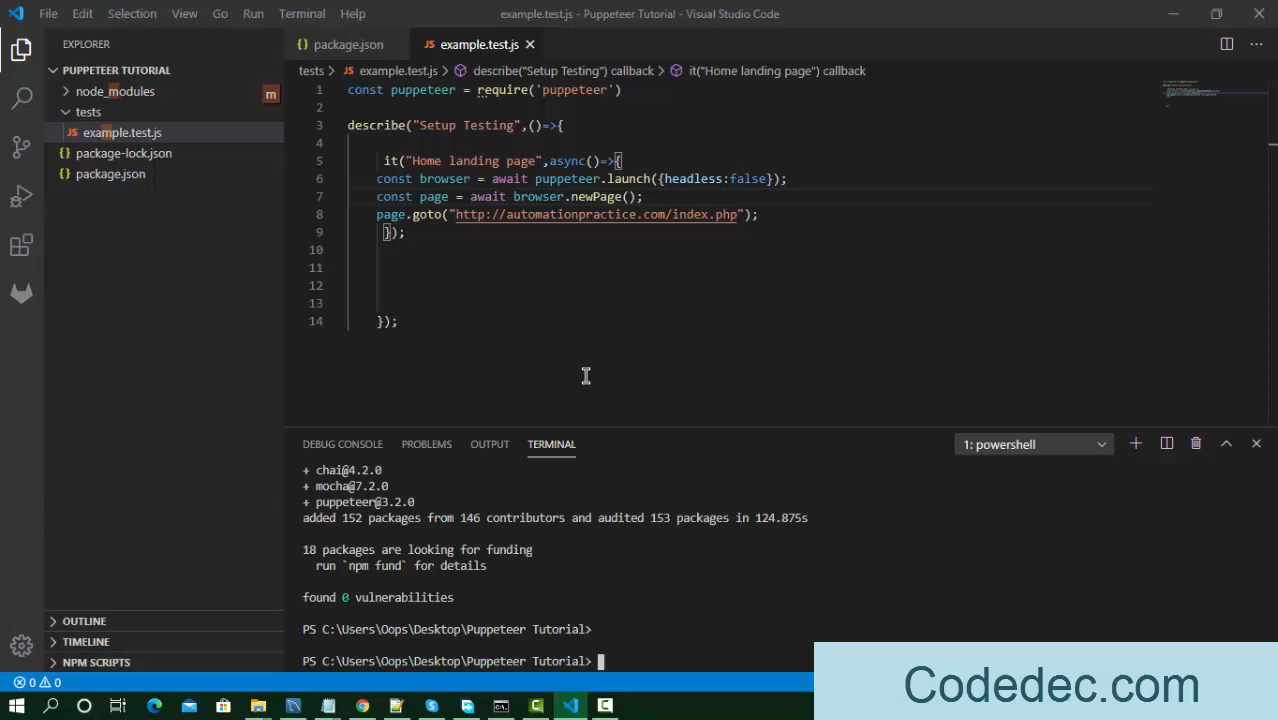 File Edit Selection View Go Run Terminal Help example.test.js - Puppeteer Tutorial - Visual Studio Code
EXPLORER
PUPPETEER TUTORIAL
node_modules
m
tests
JS example.test.js
{} package-lock.json
{} package.json
OUTLINE
TIMELINE
NPM SCRIPTS
{} package.json JS example.test.js
tests > JS example.test.js > describe("Setup Testing") callback > it("Home landing page") callback
1 const puppeteer = require('puppeteer')
2
3 describe("Setup Testing",()=>{
4
5 it("Home landing page",async()=>{
6 const browser = await puppeteer.launch({headless:false});
7 const page = await browser.newPage();
8 page.goto("http://automationpractice.com/index.php");
9 });
10
11
12
13
14 });
DEBUG CONSOLE PROBLEMS OUTPUT TERMINAL 1: powershell
+ chai@4.2.0
+ mocha@7.2.0
+ puppeteer@3.2.0
added 152 packages from 146 contributors and audited 153 packages in 124.875s
18 packages are looking for funding
run `npm fund` for details
found 0 vulnerabilities
PS C:\Users\Oops\Desktop\Puppeteer Tutorial>
PS C:\Users\Oops\Desktop\Puppeteer Tutorial>
0 0
Codedec.com